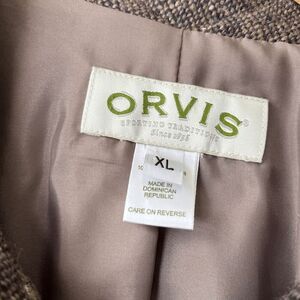 ORVIS®
SPORTING TRADITIONS
Since 1856
XL
MADE IN
DOMINICAN
REPUBLIC
CARE ON REVERSE